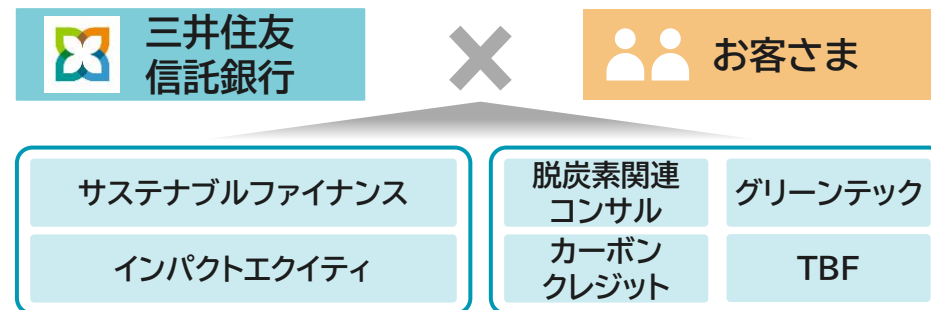 三井住友
信託銀行
お客さま
サステナブルファイナンス
インパクトエクイティ
脱炭素関連
コンサル
グリーンテック
カーボン
クレジット
TBF